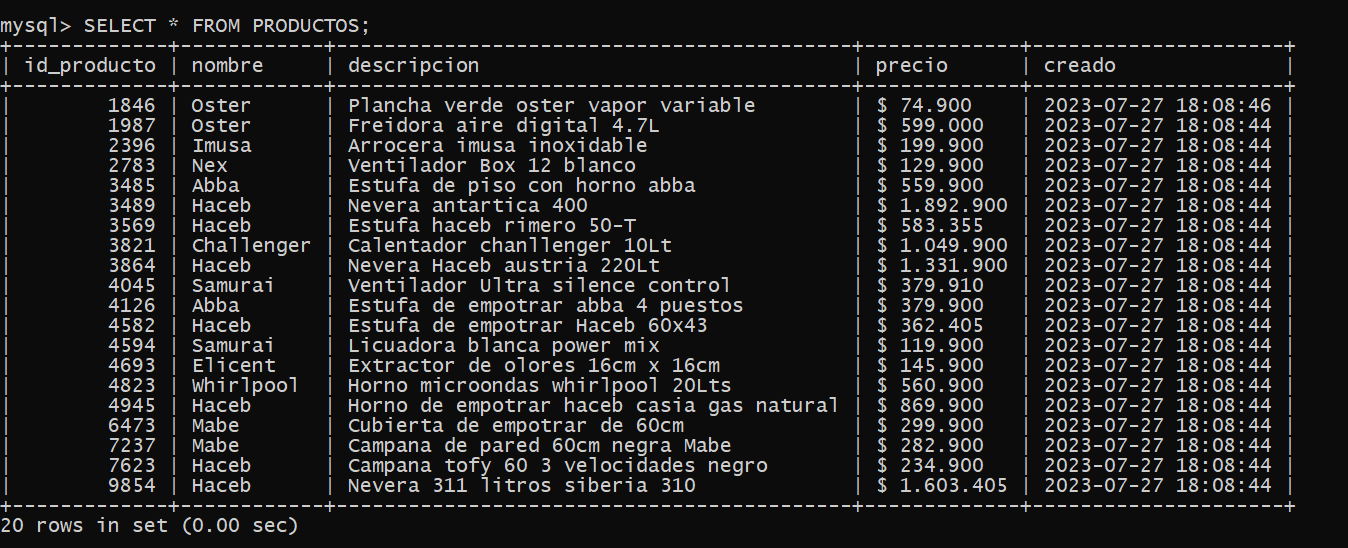 mysql> SELECT * FROM PRODUCTOS;
+-------------+------------+-------------------------------------------+-------------+---------------------+
| id_producto | nombre     | descripcion                               | precio      | creado              |
+-------------+------------+-------------------------------------------+-------------+---------------------+
|        1846 | Oster      | Plancha verde oster vapor variable        | $ 74.900    | 2023-07-27 18:08:46 |
|        1987 | Oster      | Freidora aire digital 4.7L                | $ 599.000   | 2023-07-27 18:08:44 |
|        2396 | Imusa      | Arrocera imusa inoxidable                 | $ 199.900   | 2023-07-27 18:08:44 |
|        2783 | Nex        | Ventilador Box 12 blanco                  | $ 129.900   | 2023-07-27 18:08:44 |
|        3485 | Abba       | Estufa de piso con horno abba             | $ 559.900   | 2023-07-27 18:08:44 |
|        3489 | Haceb      | Nevera antartica 400                      | $ 1.892.900 | 2023-07-27 18:08:44 |
|        3569 | Haceb      | Estufa haceb rimero 50-T                  | $ 583.355   | 2023-07-27 18:08:44 |
|        3821 | Challenger | Calentador chanllenger 10Lt               | $ 1.049.900 | 2023-07-27 18:08:44 |
|        3864 | Haceb      | Nevera Haceb austria 220Lt                | $ 1.331.900 | 2023-07-27 18:08:44 |
|        4045 | Samurai    | Ventilador Ultra silence control          | $ 379.910   | 2023-07-27 18:08:44 |
|        4126 | Abba       | Estufa de empotrar abba 4 puestos         | $ 379.900   | 2023-07-27 18:08:44 |
|        4582 | Haceb      | Estufa de empotrar Haceb 60x43            | $ 362.405   | 2023-07-27 18:08:44 |
|        4594 | Samurai    | Licuadora blanca power mix                | $ 119.900   | 2023-07-27 18:08:44 |
|        4693 | Elicent    | Extractor de olores 16cm x 16cm           | $ 145.900   | 2023-07-27 18:08:44 |
|        4823 | Whirlpool  | Horno microondas whirlpool 20Lts          | $ 560.900   | 2023-07-27 18:08:44 |
|        4945 | Haceb      | Horno de empotrar haceb casia gas natural | $ 869.900   | 2023-07-27 18:08:44 |
|        6473 | Mabe       | Cubierta de empotrar de 60cm              | $ 299.900   | 2023-07-27 18:08:44 |
|        7237 | Mabe       | Campana de pared 60cm negra Mabe          | $ 282.900   | 2023-07-27 18:08:44 |
|        7623 | Haceb      | Campana tofy 60 3 velocidades negro       | $ 234.900   | 2023-07-27 18:08:44 |
|        9854 | Haceb      | Nevera 311 litros siberia 310             | $ 1.603.405 | 2023-07-27 18:08:44 |
+-------------+------------+-------------------------------------------+-------------+---------------------+
20 rows in set (0.00 sec)